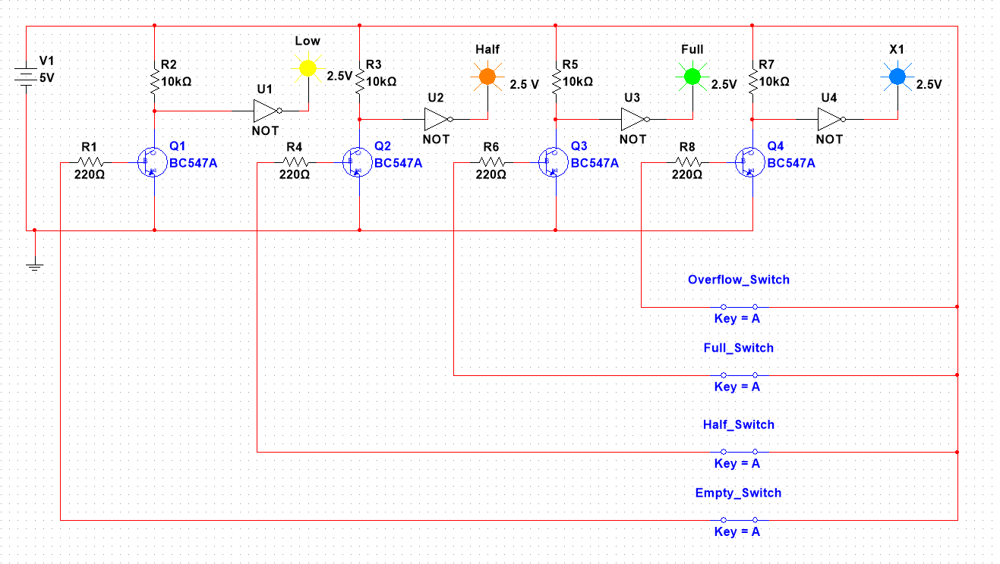 Low
Half
Full
X1
V1
5V
R2
10kΩ
2.5V
R3
10kΩ
2.5 V
R5
10kΩ
2.5V
R7
10kΩ
2.5V
U1
NOT
U2
NOT
U3
NOT
U4
NOT
R1
220Ω
Q1
BC547A
R4
220Ω
Q2
BC547A
R6
220Ω
Q3
BC547A
R8
220Ω
Q4
BC547A
Overflow_Switch
Key = A
Full_Switch
Key = A
Half_Switch
Key = A
Empty_Switch
Key = A